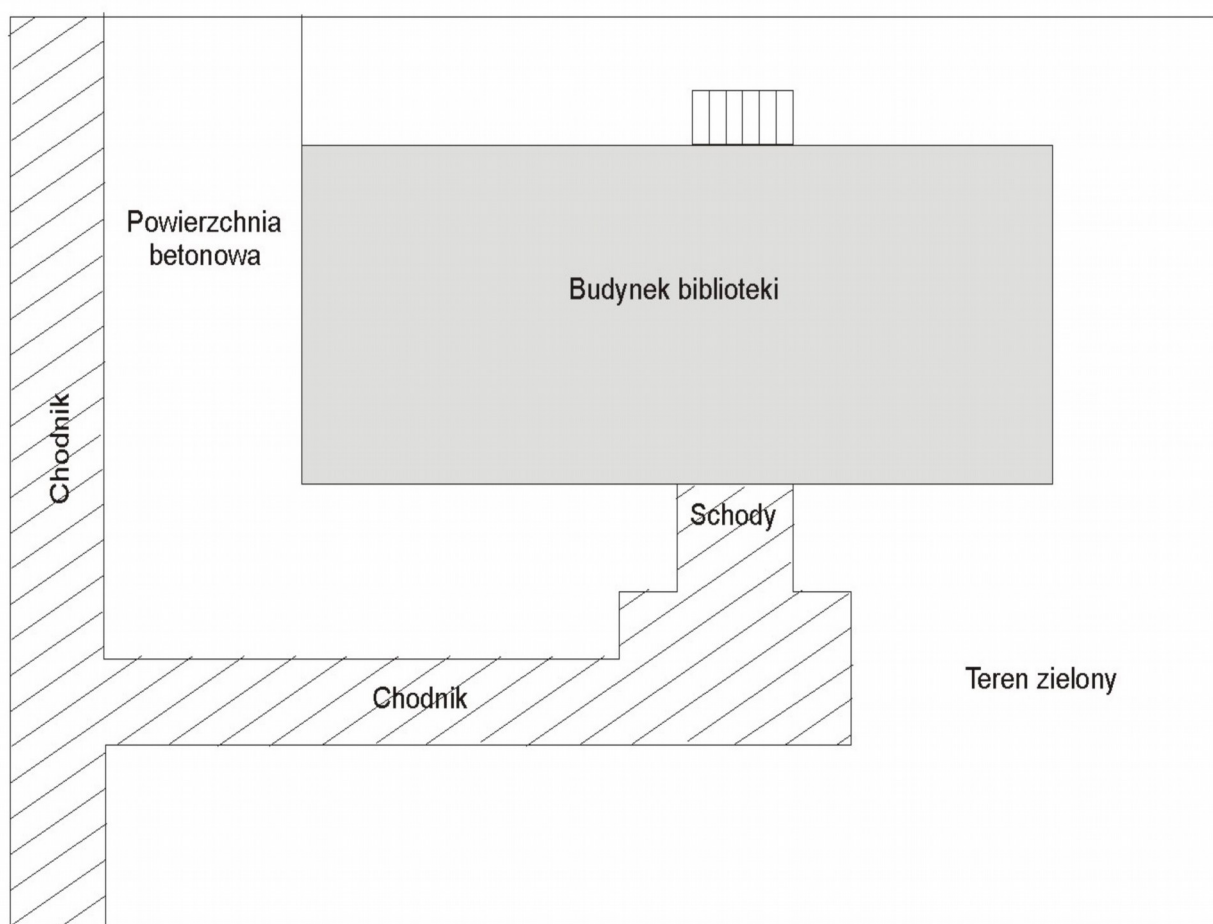 Powierzchnia
betonowa
Budynek biblioteki
Chodnik
Schody
Chodnik
Teren zielony